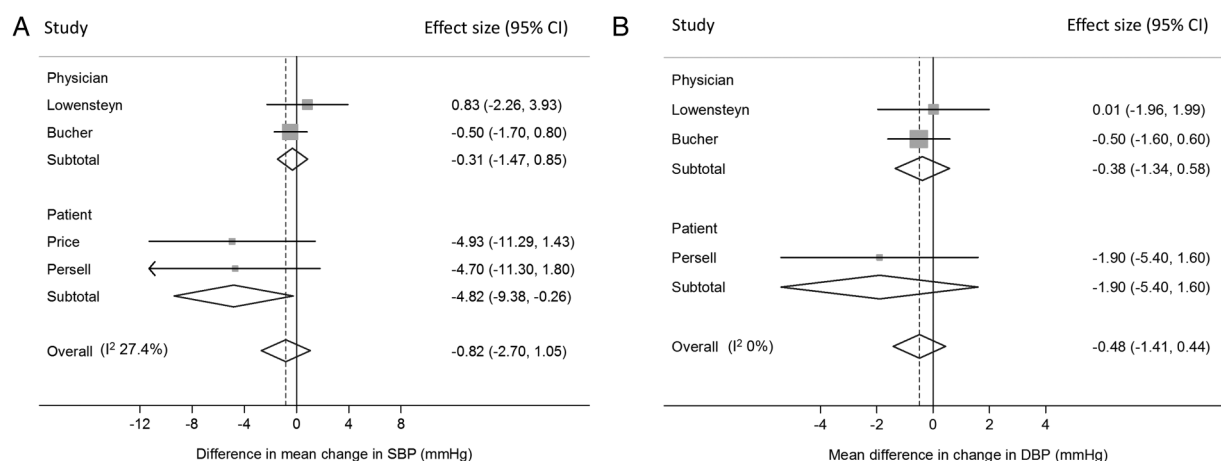 A Study Effect size (95% CI)
Physician
Lowensteyn 0.83 (-2.26, 3.93)
Bucher -0.50 (-1.70, 0.80)
Subtotal -0.31 (-1.47, 0.85)
Patient
Price -4.93 (-11.29, 1.43)
Persell -4.70 (-11.30, 1.80)
Subtotal -4.82 (-9.38, -0.26)
Overall (I² 27.4%) -0.82 (-2.70, 1.05)
-12 -8 -4 0 4 8
Difference in mean change in SBP (mmHg)
B Study Effect size (95% CI)
Physician
Lowensteyn 0.01 (-1.96, 1.99)
Bucher -0.50 (-1.60, 0.60)
Subtotal -0.38 (-1.34, 0.58)
Patient
Persell -1.90 (-5.40, 1.60)
Subtotal -1.90 (-5.40, 1.60)
Overall (I² 0%) -0.48 (-1.41, 0.44)
-4 -2 0 2 4
Mean difference in change in DBP (mmHg)